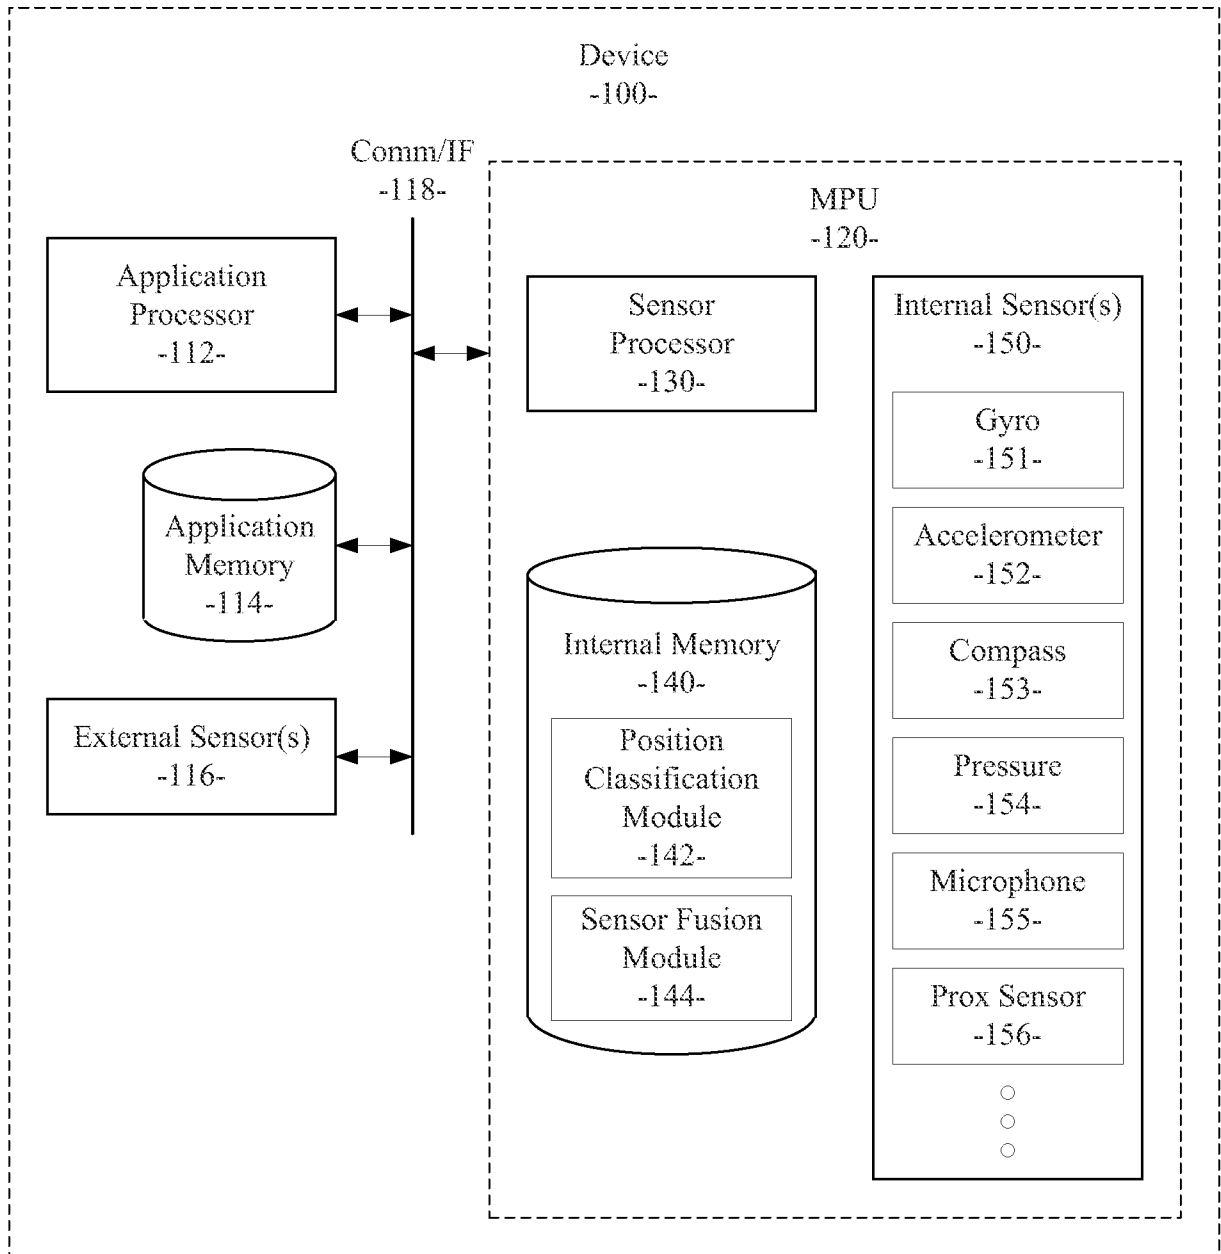 Device
-100-
Comm/IF
-118-
MPU
-120-
Application
Processor
-112-
Sensor
Processor
-130-
Internal Sensor(s)
-150-
Gyro
-151-
Application
Memory
-114-
Accelerometer
-152-
Internal Memory
-140-
Compass
-153-
External Sensor(s)
-116-
Position
Classification
Module
-142-
Pressure
-154-
Sensor Fusion
Module
-144-
Microphone
-155-
Prox Sensor
-156-